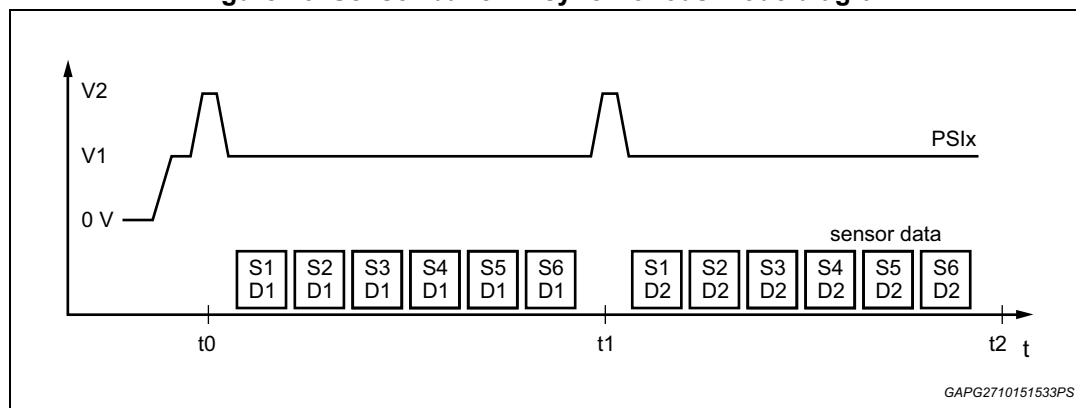 V2
V1
PSIx
0 V
sensor data
S1 S2 S3 S4 S5 S6 S1 S2 S3 S4 S5 S6
D1 D1 D1 D1 D1 D1 D2 D2 D2 D2 D2 D2
t0 t1 t2 t
GAPG2710151533PS